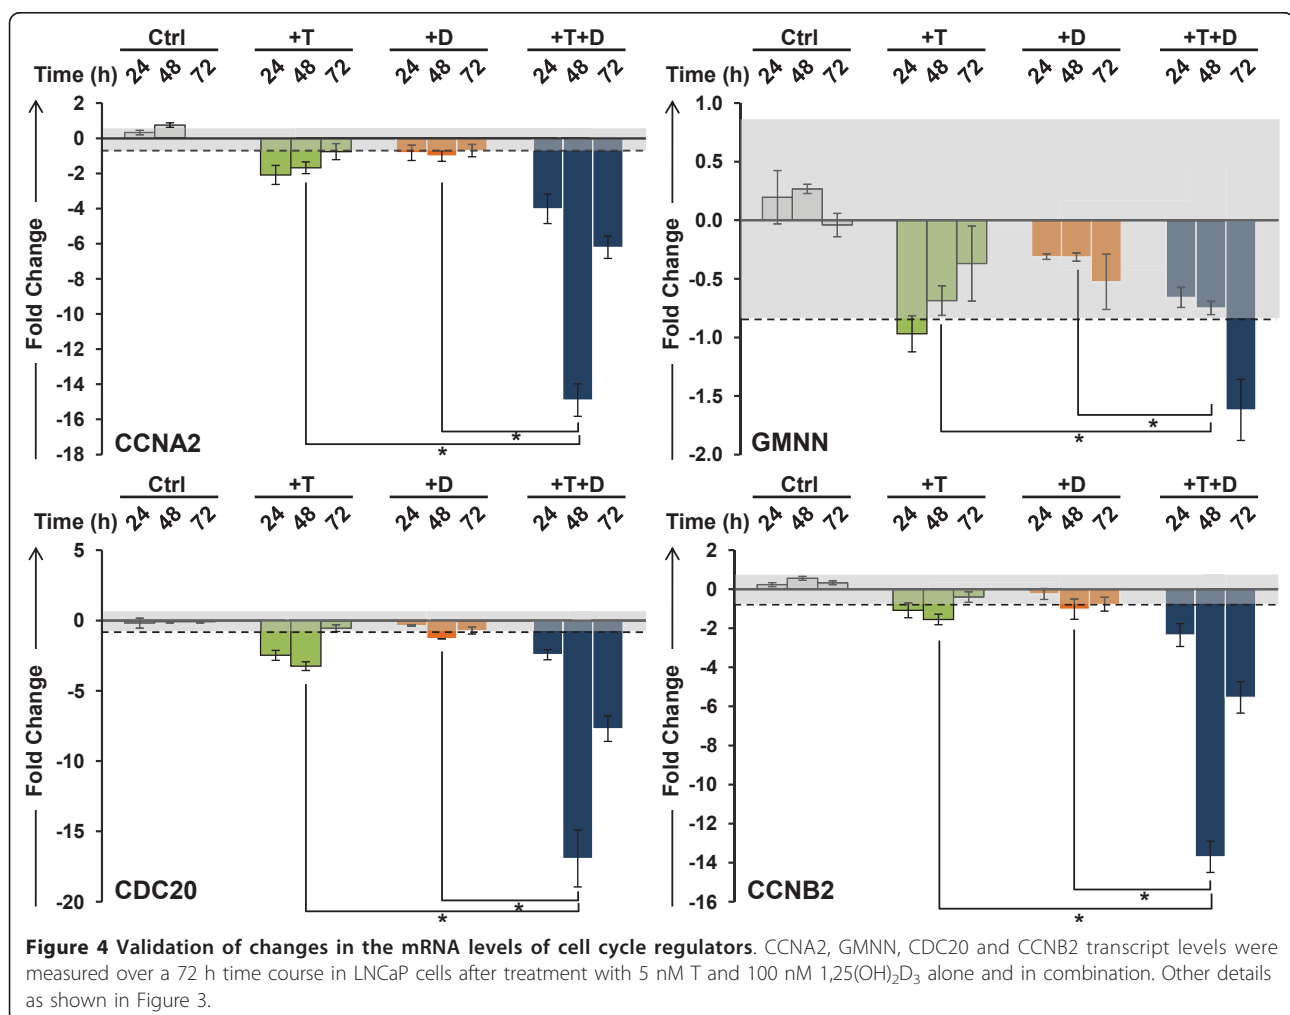 Ctrl +T +D +T+D
Time (h) 24 48 72 24 48 72 24 48 72 24 48 72
Fold Change
2
0
-2
-4
-6
-8
-10
-12
-14
-16
-18
*
*
CCNA2
Ctrl +T +D +T+D
Time (h) 24 48 72 24 48 72 24 48 72 24 48 72
Fold Change
1.0
0.5
0.0
-0.5
-1.0
-1.5
-2.0
*
*
GMNN
Ctrl +T +D +T+D
Time (h) 24 48 72 24 48 72 24 48 72 24 48 72
Fold Change
5
0
-5
-10
-15
-20
*
*
CDC20
Ctrl +T +D +T+D
Time (h) 24 48 72 24 48 72 24 48 72 24 48 72
Fold Change
2
0
-2
-4
-6
-8
-10
-12
-14
-16
*
*
CCNB2
Figure 4 Validation of changes in the mRNA levels of cell cycle regulators. CCNA2, GMNN, CDC20 and CCNB2 transcript levels were
measured over a 72 h time course in LNCaP cells after treatment with 5 nM T and 100 nM 1,25(OH)₂D₃ alone and in combination. Other details
as shown in Figure 3.